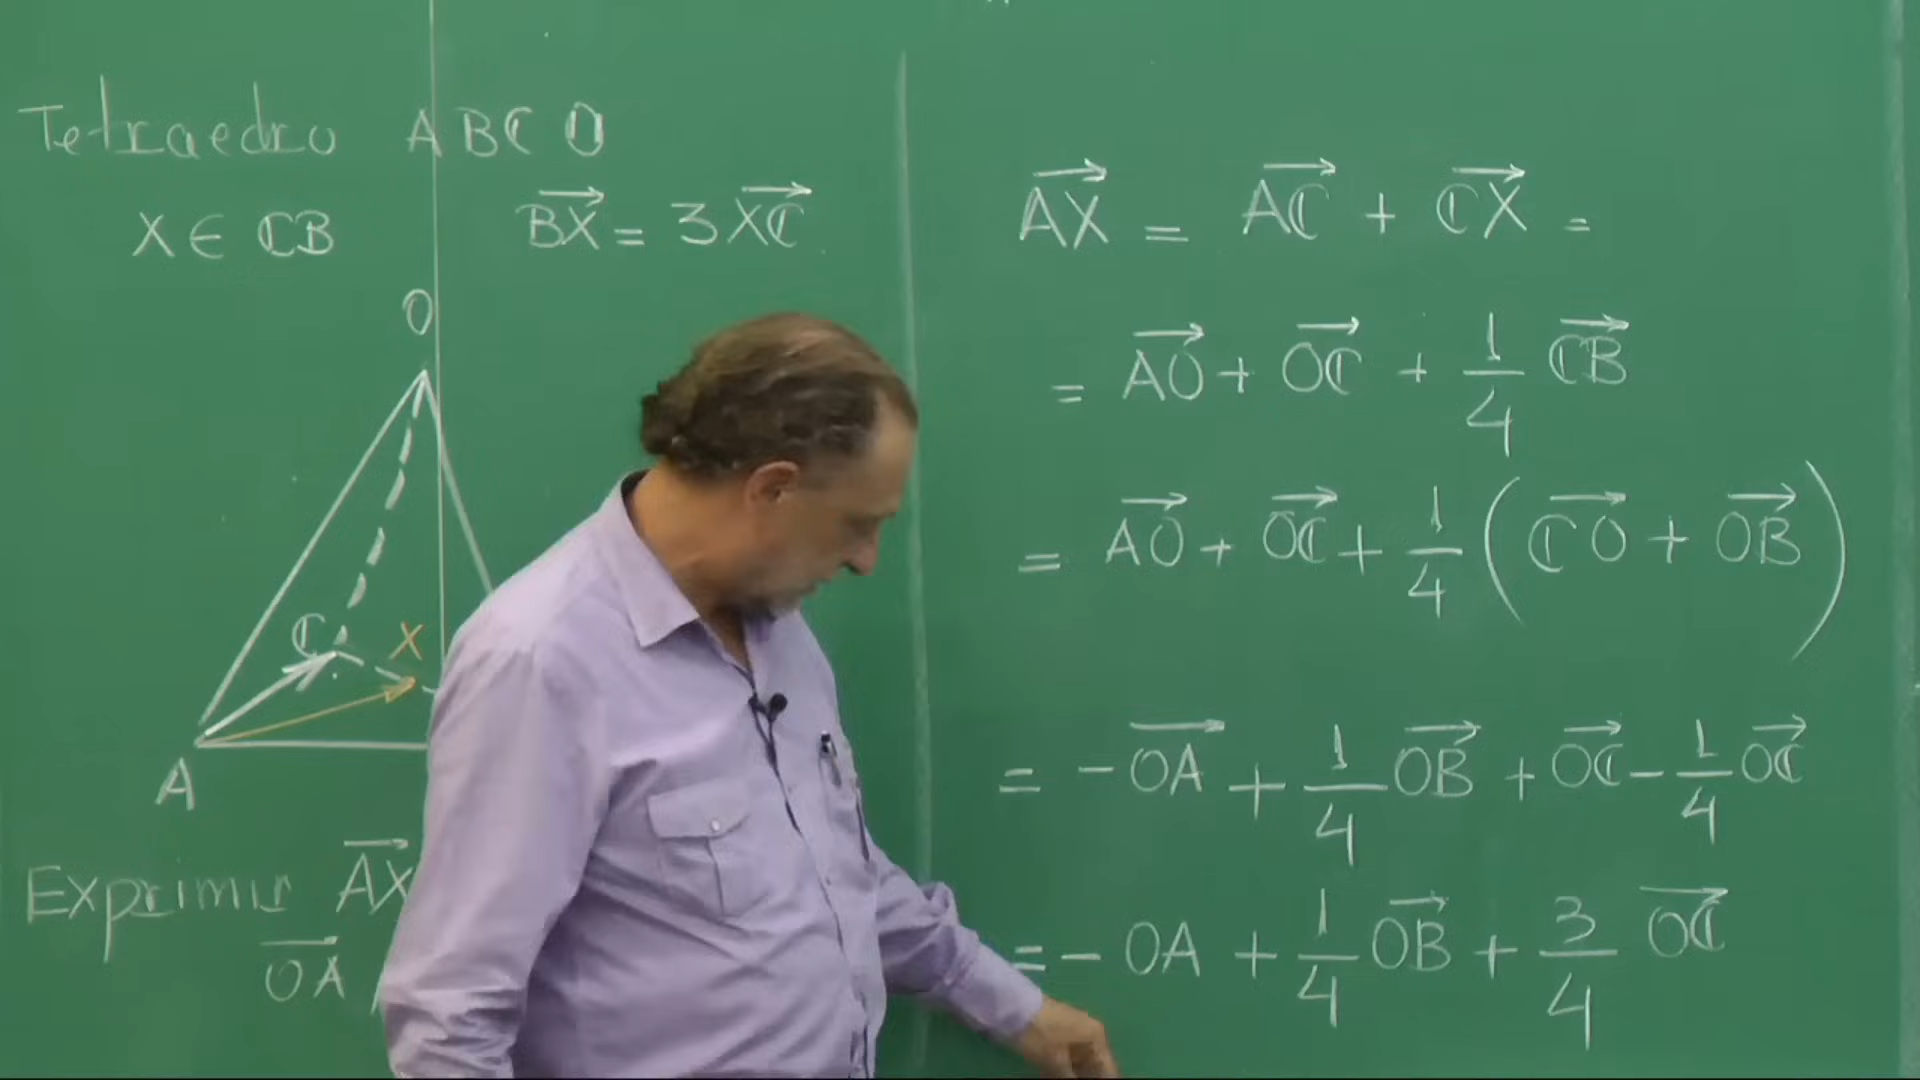 Tetraedro ABCO
X ∈ CB    BX⃗ = 3XC⃗
O
C
X
A
Exprimir AX⃗
OA⃗
AX⃗ = AC⃗ + CX⃗ =
= AO⃗ + OC⃗ + 1/4 CB⃗
= AO⃗ + OC⃗ + 1/4 (CO⃗ + OB⃗)
= -OA⃗ + 1/4 OB⃗ + OC⃗ - 1/4 OC⃗
= - OA + 1/4 OB⃗ + 3/4 OC⃗